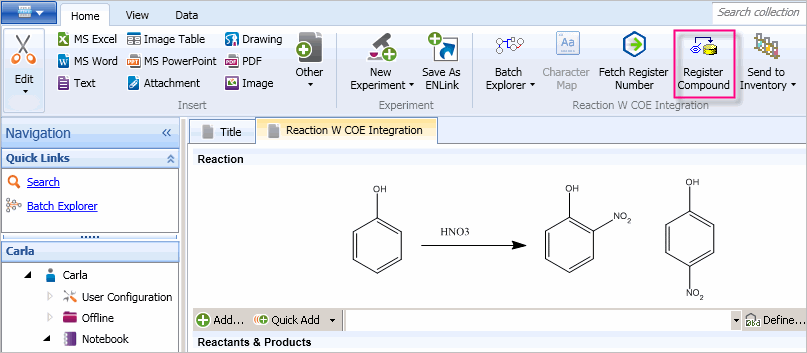 Home View Data
Search collection
Edit
MS Excel Image Table Drawing
MS Word MS PowerPoint PDF
Text Attachment Image
Other
New Experiment
Save As ENLink
Batch Explorer
Character Map
Fetch Register Number
Register Compound
Send to Inventory
Insert Experiment Reaction W COE Integration
Navigation
Title Reaction W COE Integration
Quick Links
Search
Batch Explorer
Carla
Carla
User Configuration
Offline
Notebook
Reaction
OH
HNO3
OH
NO2
OH
NO2
Add... Quick Add Define...
Reactants & Products